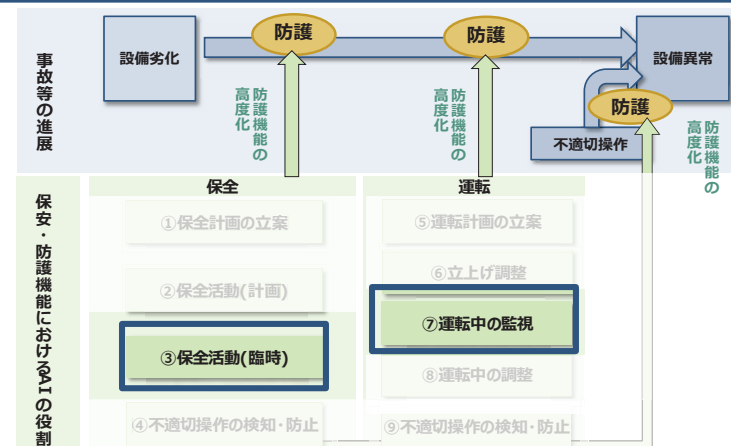 事故等の進展
設備劣化
防護
防護
設備異常
防護機能の
高度化
防護機能の
高度化
防護
不適切操作
防護機能の
高度化
保安・防護機能におけるAIの役割
保全
運転
①保全計画の立案
⑤運転計画の立案
②保全活動(計画)
⑥立上げ調整
⑦運転中の監視
③保全活動(臨時)
⑧運転中の調整
④不適切操作の検知・防止
⑨不適切操作の検知・防止